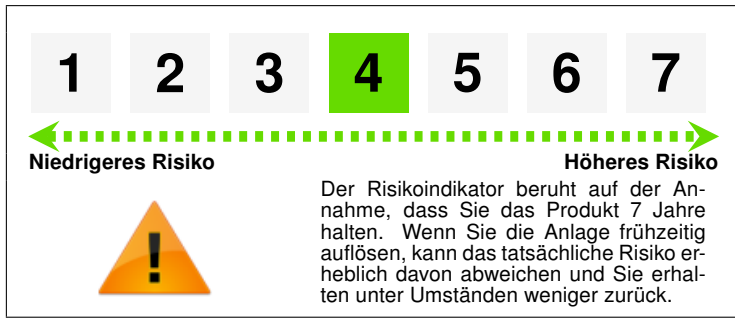 1 2 3 4 5 6 7
Niedrigeres Risiko Höheres Risiko
Der Risikoindikator beruht auf der An-
nahme, dass Sie das Produkt 7 Jahre
halten. Wenn Sie die Anlage frühzeitig
auflösen, kann das tatsächliche Risiko er-
heblich davon abweichen und Sie erhal-
ten unter Umständen weniger zurück.